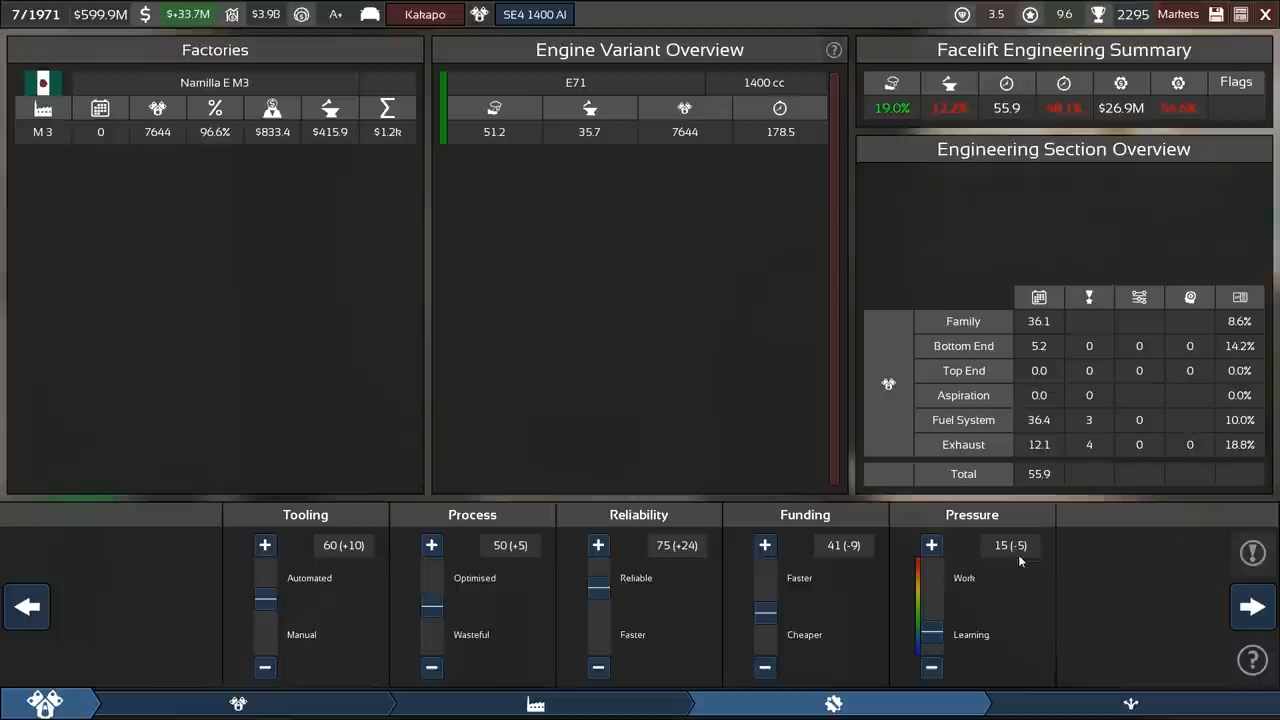 7/1971 $599.9M $+33.7M $3.9B A+ Kakapo SE4 1400 AI 3.5 9.6 2295 Markets
Factories
Namilla E M3
M 3 0 7644 96.6% $833.4 $415.9 $1.2k
Engine Variant Overview
E71 1400 cc
51.2 35.7 7644 178.5
Facelift Engineering Summary
Flags
19.0% 12.2% 55.9 48.1% $26.9M 56.6%
Engineering Section Overview
Family 36.1 8.6%
Bottom End 5.2 0 0 0 14.2%
Top End 0.0 0 0 0 0.0%
Aspiration 0.0 0 0.0%
Fuel System 36.4 3 0 10.0%
Exhaust 12.1 4 0 0 18.8%
Total 55.9
Tooling
60 (+10)
Automated
Manual
Process
50 (+5)
Optimised
Wasteful
Reliability
75 (+24)
Reliable
Faster
Funding
41 (-9)
Faster
Cheaper
Pressure
15 (-5)
Work
Learning